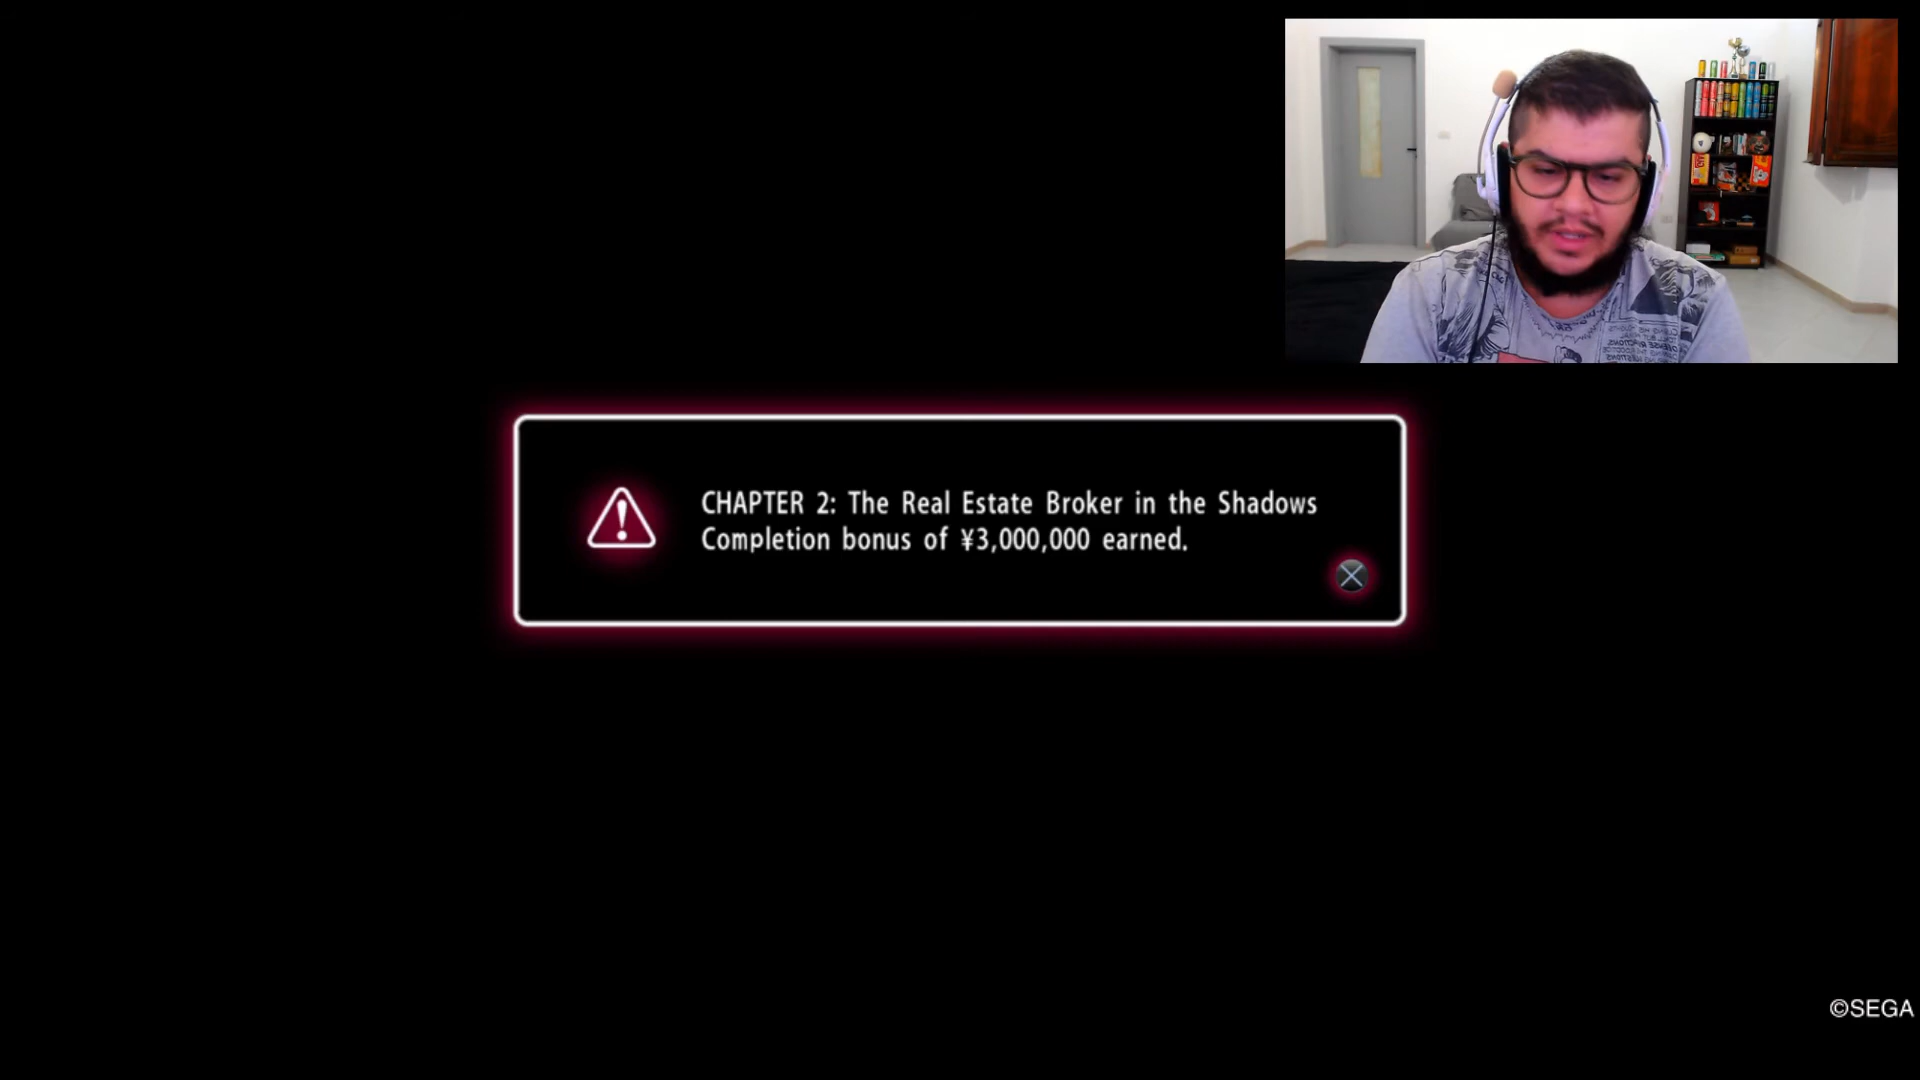 CHAPTER 2: The Real Estate Broker in the Shadows
Completion bonus of ¥3,000,000 earned.
©SEGA